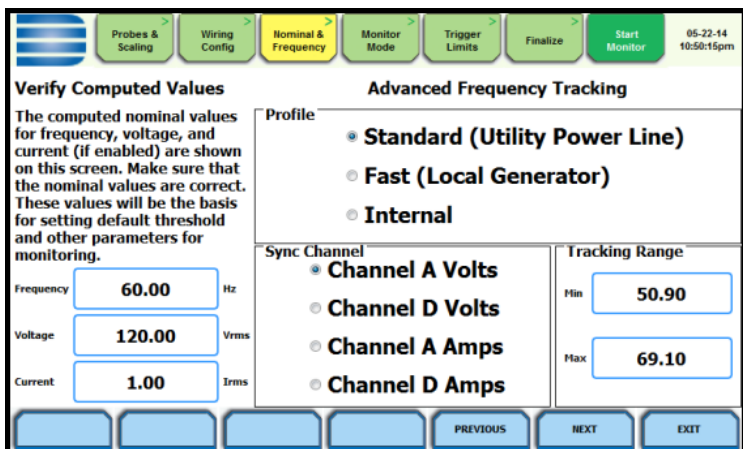 Probes &
Scaling
>
Wiring
Config
>
Nominal &
Frequency
>
Monitor
Mode
>
Trigger
Limits
>
Finalize
>
Start
Monitor
05-22-14
10:50:15pm
Verify Computed Values
The computed nominal values
for frequency, voltage, and
current (if enabled) are shown
on this screen. Make sure that
the nominal values are correct.
These values will be the basis
for setting default threshold
and other parameters for
monitoring.
Frequency 60.00 Hz
Voltage 120.00 Vrms
Current 1.00 Irms
Advanced Frequency Tracking
Profile
Standard (Utility Power Line)
Fast (Local Generator)
Internal
Sync Channel
Channel A Volts
Channel D Volts
Channel A Amps
Channel D Amps
Tracking Range
Min 50.90
Max 69.10
PREVIOUS
NEXT
EXIT